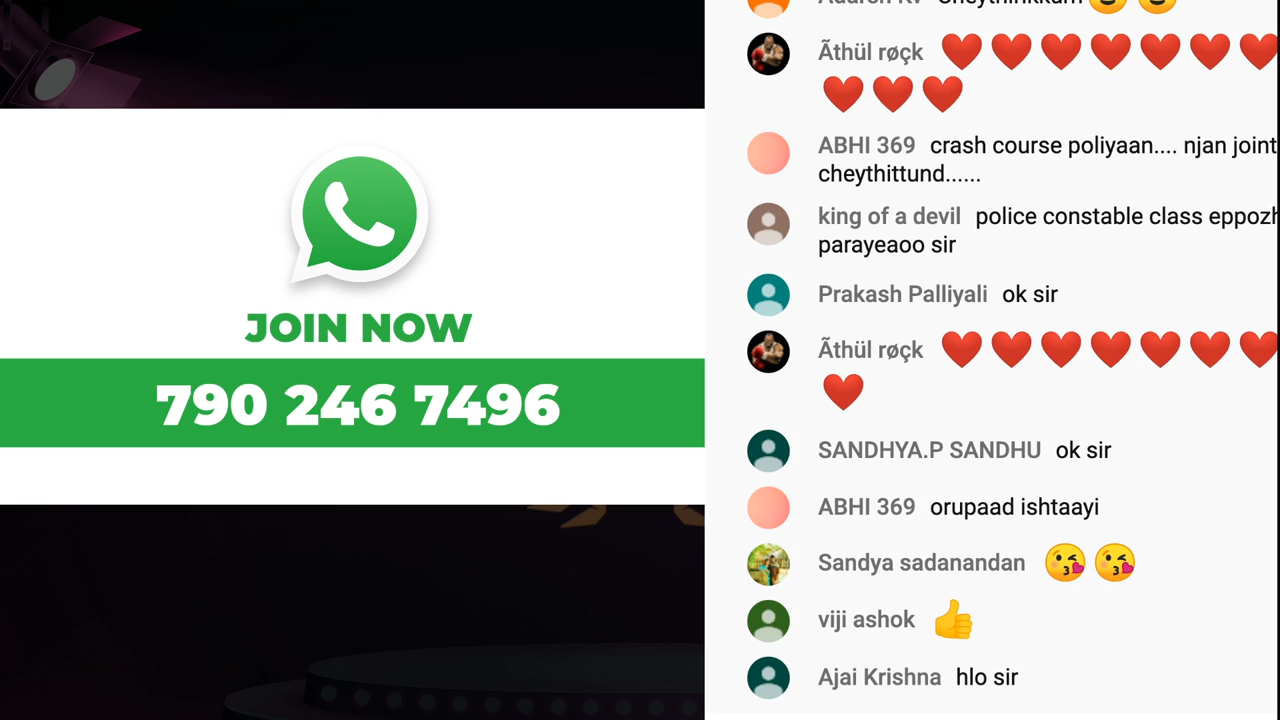 JOIN NOW
790 246 7496
Ãthül røçk ❤️❤️❤️❤️❤️❤️❤️
❤️❤️❤️
ABHI 369 crash course poliyaan.... njan joint
cheythittund......
king of a devil police constable class
parayeaoo sir
Prakash Palliyali ok sir
Ãthül røçk ❤️❤️❤️❤️❤️❤️❤️
❤️
SANDHYA.P SANDHU ok sir
ABHI 369 orupaad ishtaayi
Sandya sadanandan 😘😘
viji ashok 👍
Ajai Krishna hlo sir